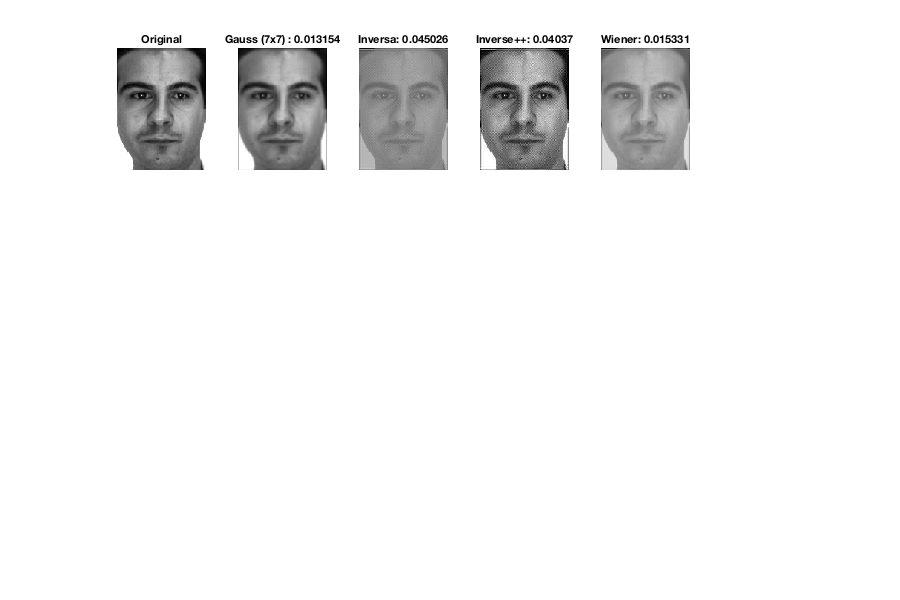 Original
Gauss (7x7) : 0.013154
Inversa: 0.045026
Inverse++: 0.04037
Wiener: 0.015331